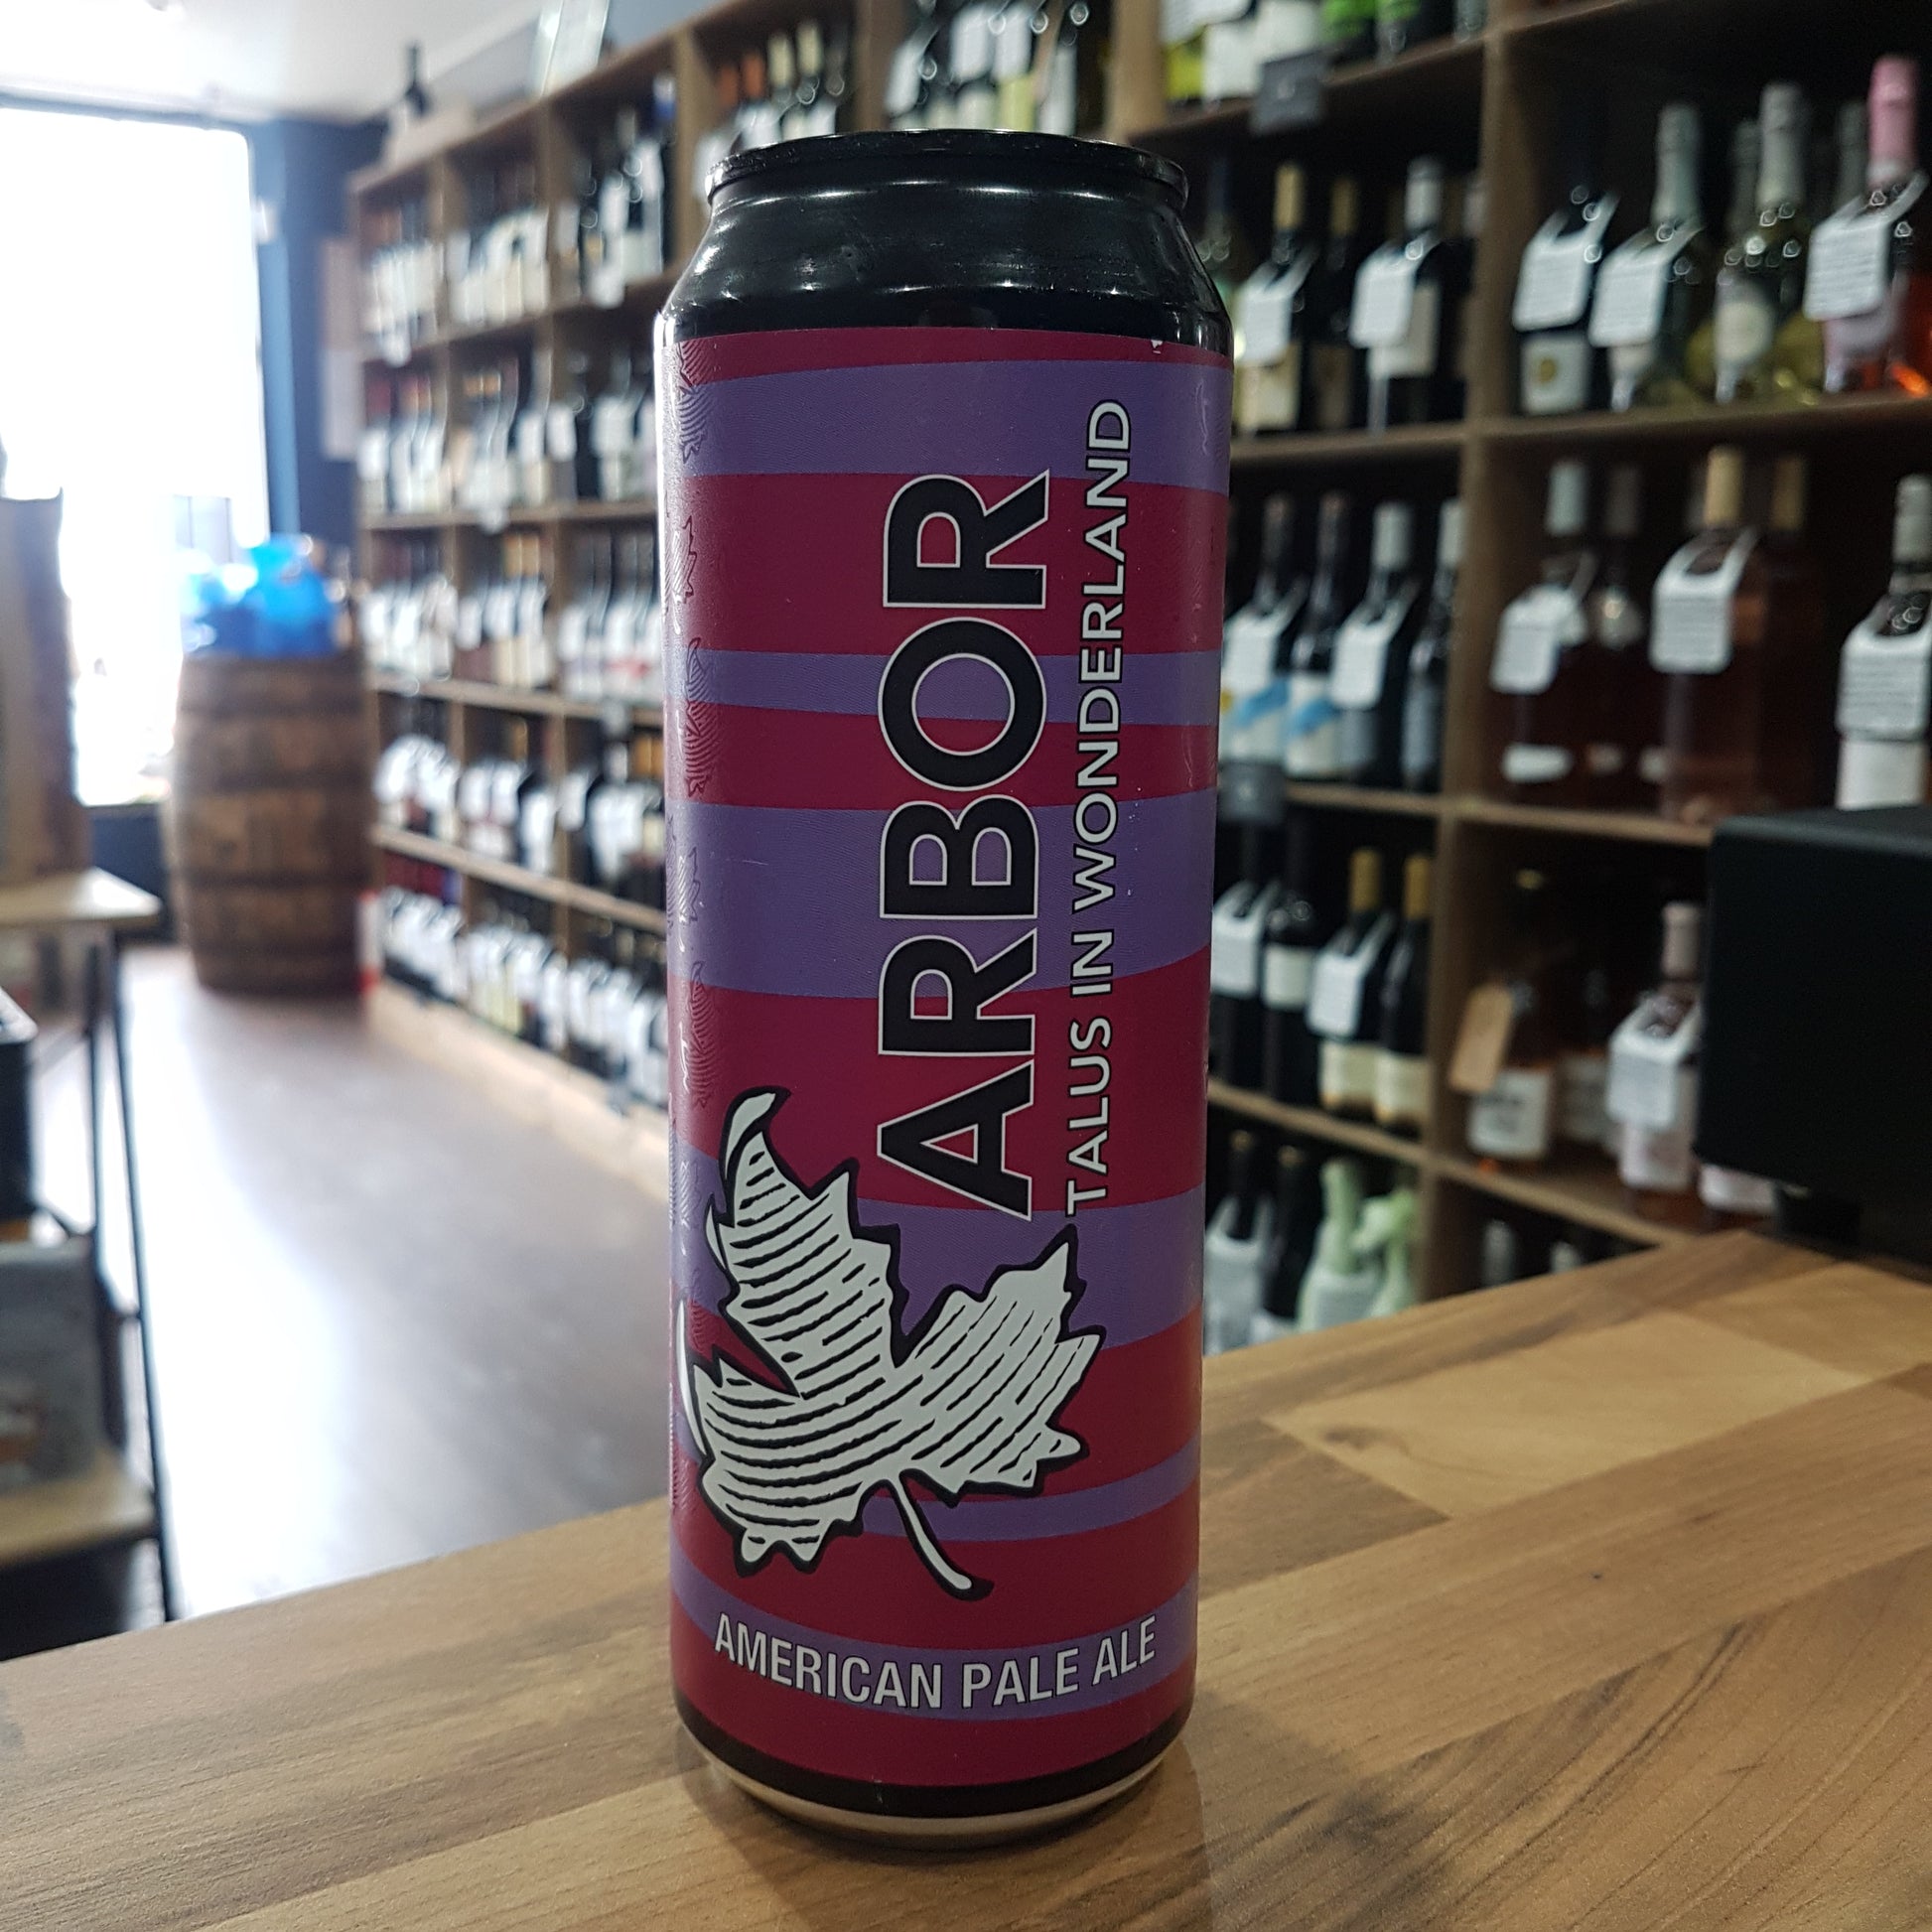 ARBOR
TALUS IN WONDERLAND
AMERICAN PALE ALE